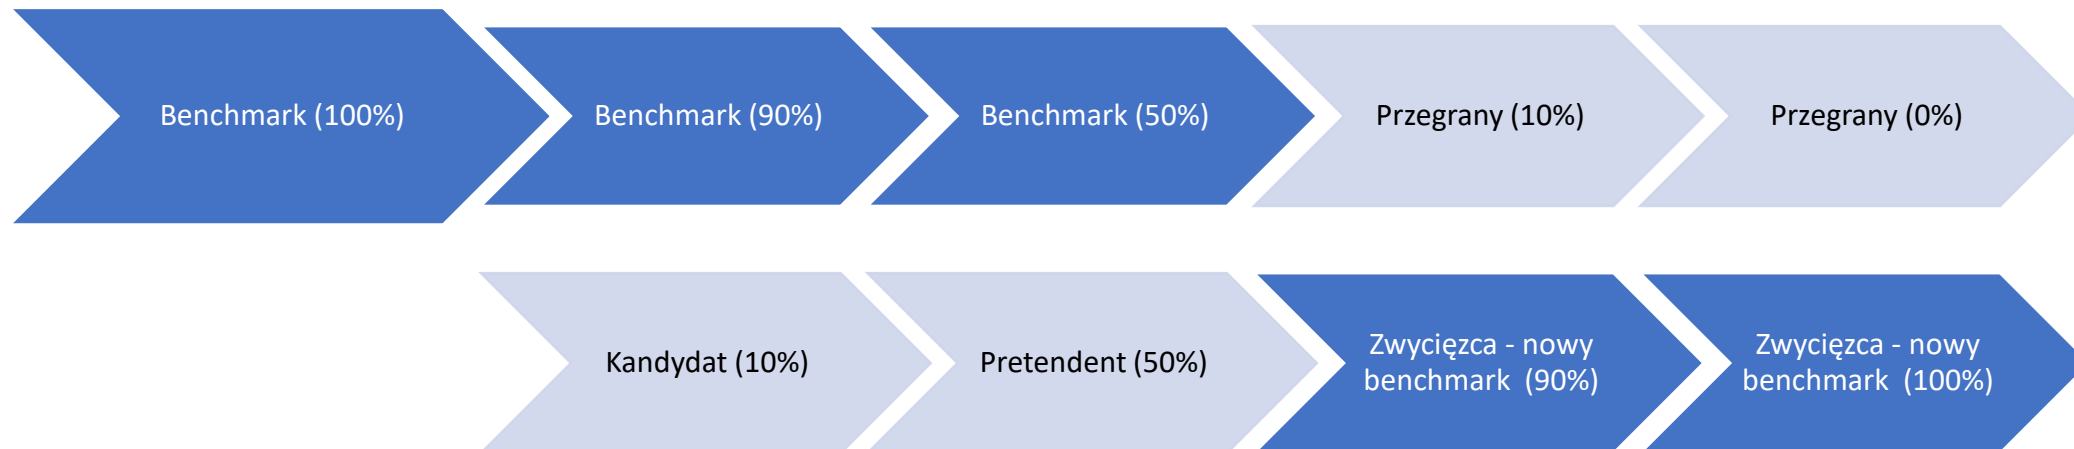 Benchmark (100%)
Benchmark (90%)
Benchmark (50%)
Przegrany (10%)
Przegrany (0%)
Kandydat (10%)
Pretendent (50%)
Zwycięzca - nowy
benchmark  (90%)
Zwycięzca - nowy
benchmark  (100%)